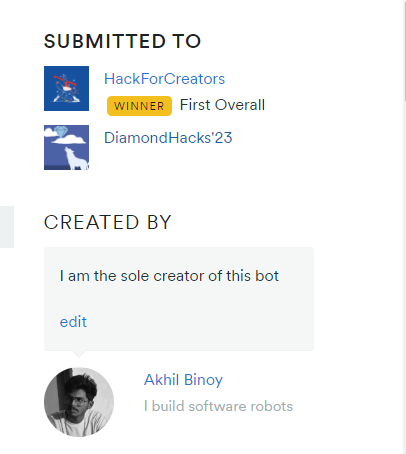 SUBMITTED TO
HackForCreators
WINNER First Overall
DiamondHacks'23
CREATED BY
I am the sole creator of this bot
edit
Akhil Binoy
I build software robots